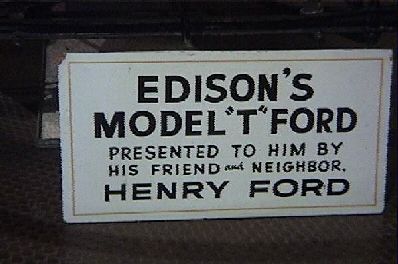 EDISON'S
MODEL "T" FORD
PRESENTED TO HIM BY
HIS FRIEND and NEIGHBOR,
HENRY FORD